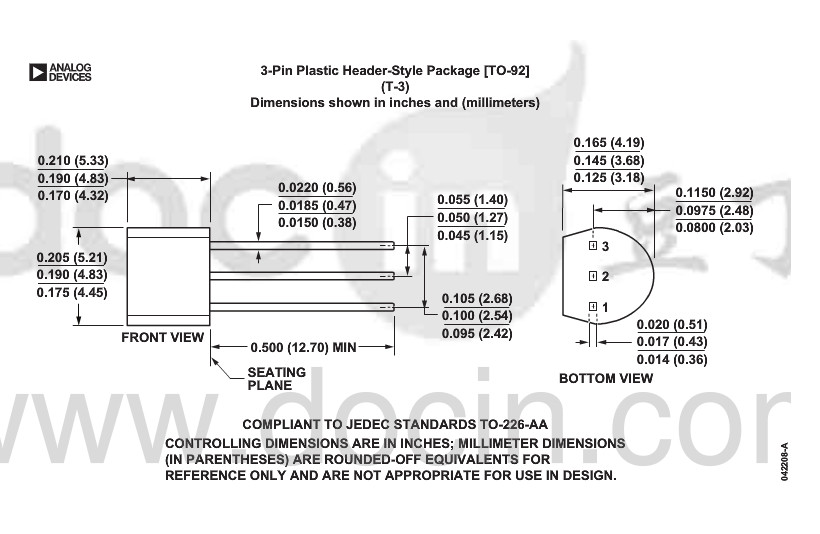 ANALOG
DEVICES
3-Pin Plastic Header-Style Package [TO-92]
(T-3)
Dimensions shown in inches and (millimeters)
0.210 (5.33)
0.190 (4.83)
0.170 (4.32)
0.0220 (0.56)
0.0185 (0.47)
0.0150 (0.38)
0.055 (1.40)
0.050 (1.27)
0.045 (1.15)
0.165 (4.19)
0.145 (3.68)
0.125 (3.18)
0.1150 (2.92)
0.0975 (2.48)
0.0800 (2.03)
0.205 (5.21)
0.190 (4.83)
0.175 (4.45)
3
2
1
0.105 (2.68)
0.100 (2.54)
0.095 (2.42)
0.020 (0.51)
0.017 (0.43)
0.014 (0.36)
FRONT VIEW
0.500 (12.70) MIN
SEATING
PLANE
BOTTOM VIEW
COMPLIANT TO JEDEC STANDARDS TO-226-AA
CONTROLLING DIMENSIONS ARE IN INCHES; MILLIMETER DIMENSIONS
(IN PARENTHESES) ARE ROUNDED-OFF EQUIVALENTS FOR
REFERENCE ONLY AND ARE NOT APPROPRIATE FOR USE IN DESIGN.
042208-A
docin
www.docin.com